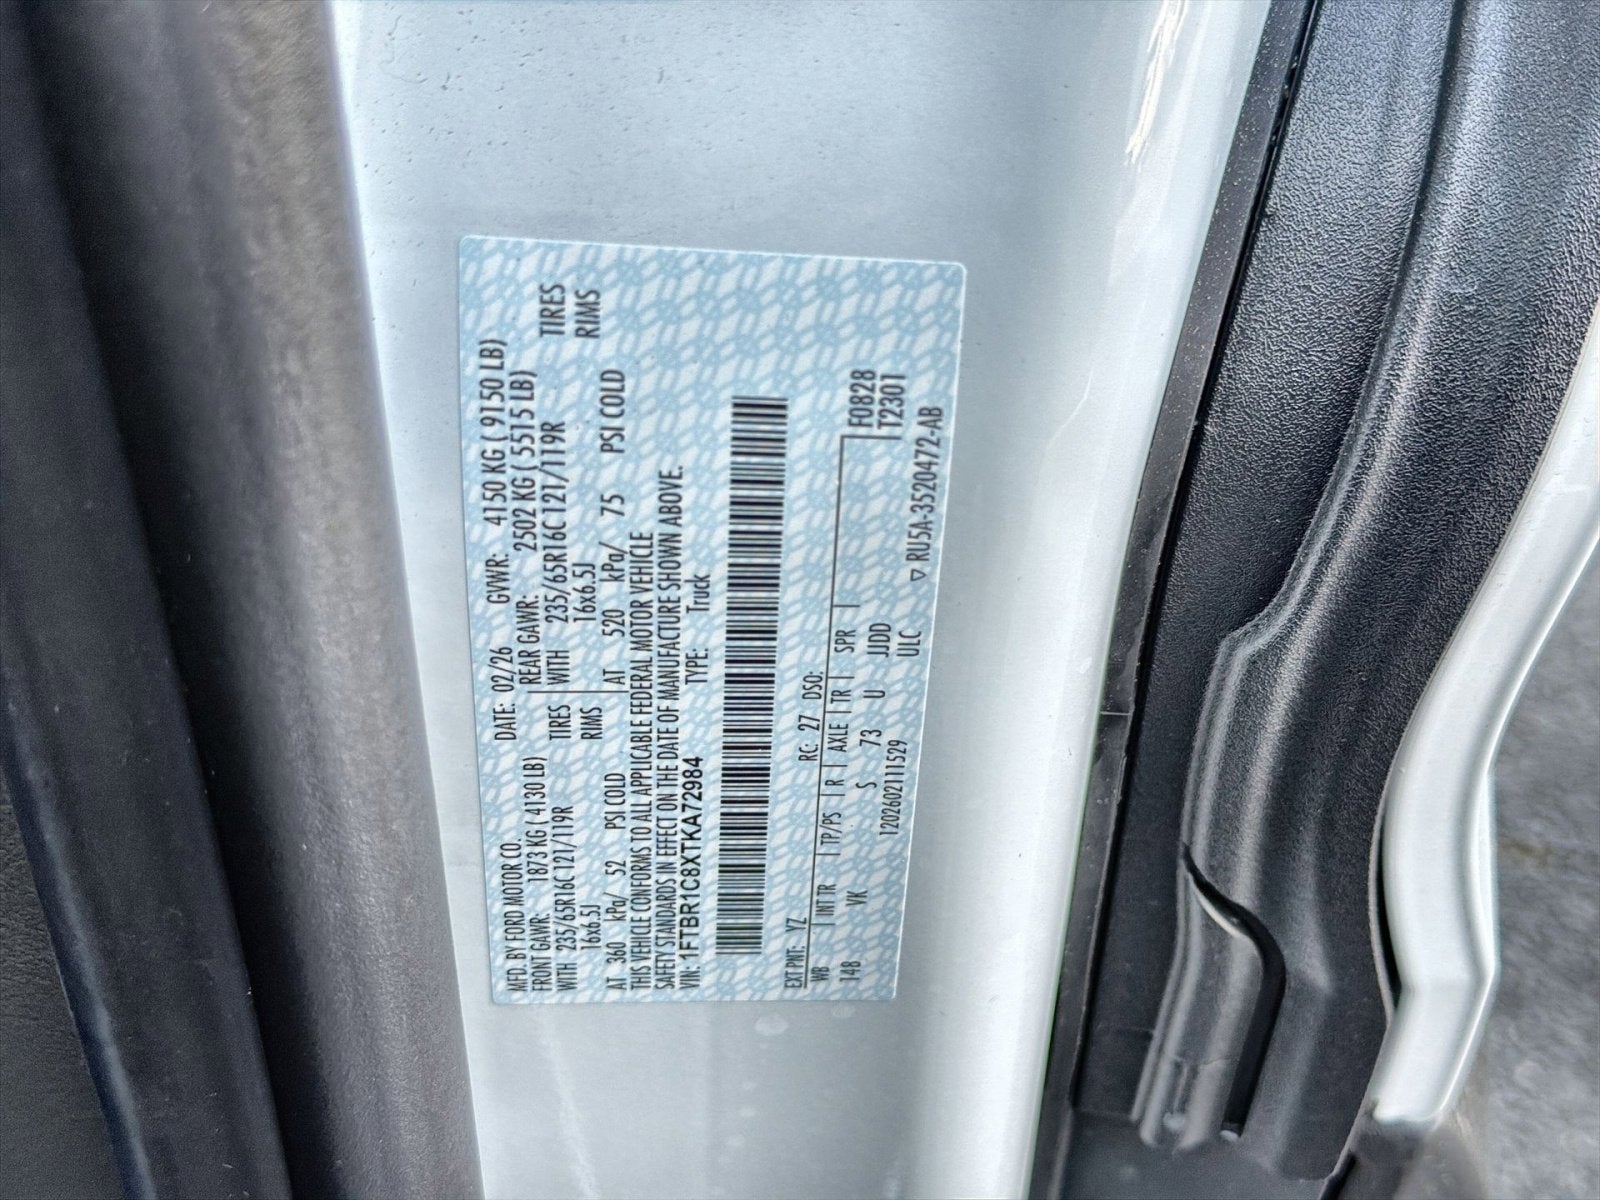 MFD. BY FORD MOTOR CO. DATE: 02/26 GVWR: 4150 KG ( 9150 LB)
FRONT GAWR: 1873 KG ( 4130 LB) REAR GAWR: 2502 KG ( 5515 LB)
WITH 235/65R16C 121/119R TIRES WITH 235/65R16C 121/119R TIRES
16x6.5J RIMS 16x6.5J RIMS
AT 360 kPa/ 52 PSI COLD AT 520 kPa/ 75 PSI COLD
THIS VEHICLE CONFORMS TO ALL APPLICABLE FEDERAL MOTOR VEHICLE
SAFETY STANDARDS IN EFFECT ON THE DATE OF MANUFACTURE SHOWN ABOVE.
VIN: 1FTBR1C8XTKA72984 TYPE: Truck
EXT PNT: YZ RC: 27 DSO:
WB INT TR TP/PS R AXLE TR SPR F0828
148 VK S 73 U JJDD T2301
12026021​11529 ULC ▽ RU5A-3520472-AB